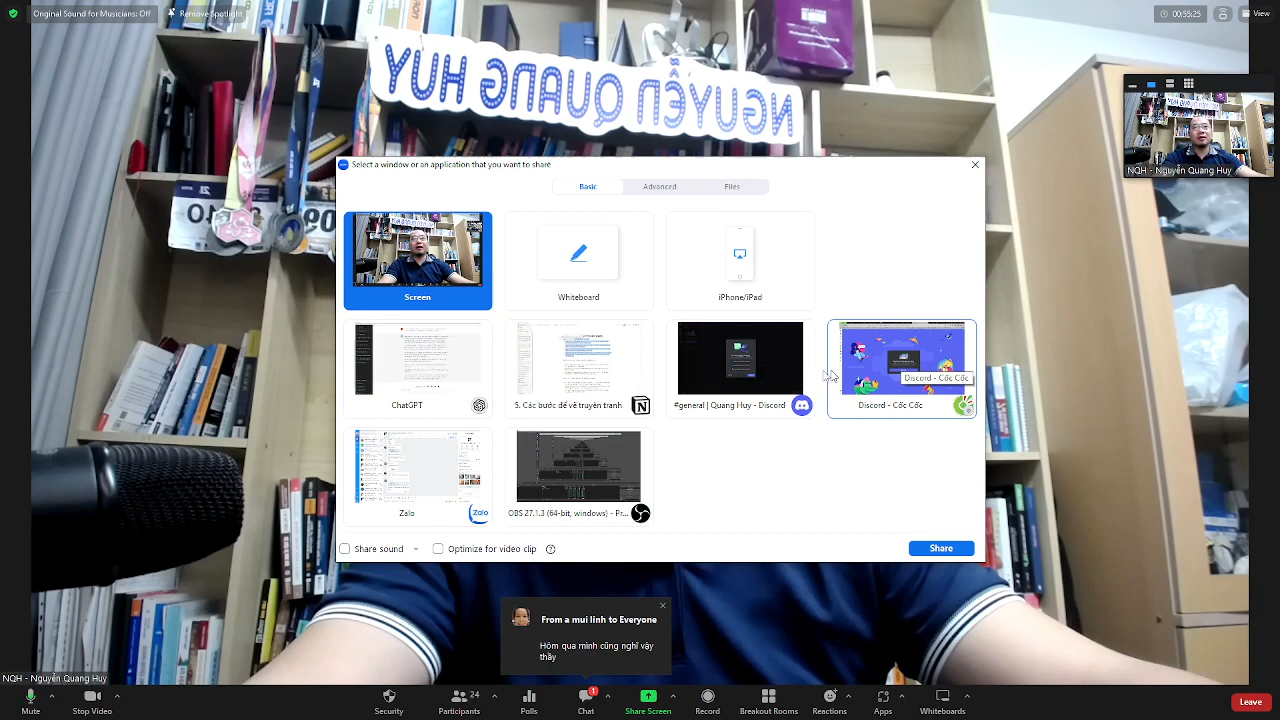 Original Sound for Musicians: Off
Remove Spotlight
00:55:25
View
NGUYỄN QUANG HUY
NQH - Nguyễn Quang Huy
Select a window or an application that you want to share
Basic
Advanced
Files
Screen
Whiteboard
iPhone/iPad
ChatGPT
5. Các bước để vẽ truyện tranh
#general | Quang Huy - Discord
Discord - Cốc Cốc
Discord - Cốc Cốc
Zalo
Zalo
OBS 27.1.3 (64-bit, windows) - Pr...
Share sound
Optimize for video clip
Share
From a mui linh to Everyone
Hôm qua mình cũng nghĩ vậy
thầy
NQH - Nguyễn Quang Huy
Mute
Stop Video
Security
24
Participants
Polls
1
Chat
Share Screen
Record
Breakout Rooms
Reactions
Apps
Whiteboards
Leave